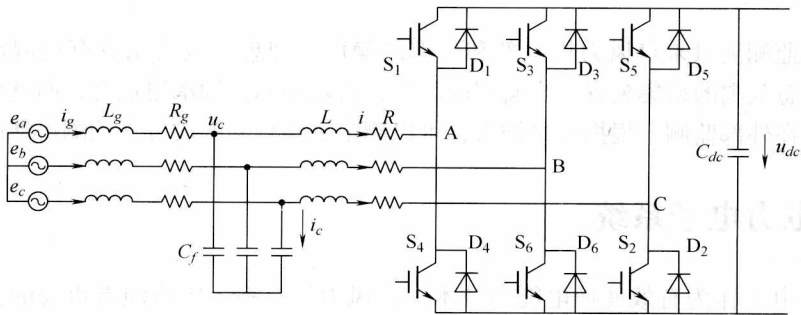 S1 D1 S3 D3 S5 D5
ea ig Lg Rg uc L i R A
eb B
ec C
Cdc udc
ic
Cf
S4 D4 S6 D6 S2 D2